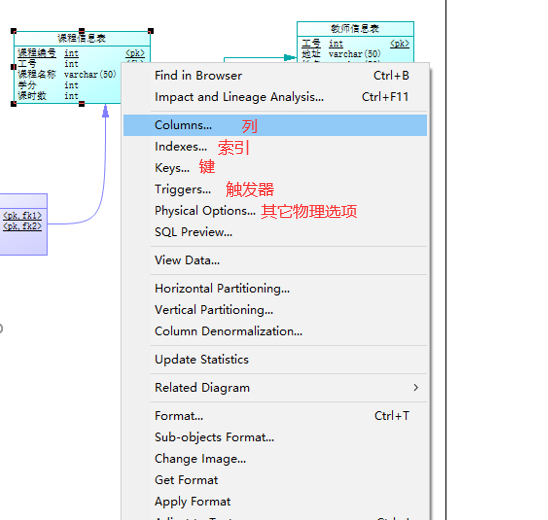 课程信息表
课程编号 int <pk>
工号 int
课程名称 varchar(50)
学分 int
课时数 int
教师信息表
工号 int <pk>
地址 varchar(50)
<pk,fk1>
<pk,fk2>
Find in Browser Ctrl+B
Impact and Lineage Analysis... Ctrl+F11
Columns... 列
Indexes... 索引
Keys... 键
Triggers... 触发器
Physical Options... 其它物理选项
SQL Preview...
View Data...
Horizontal Partitioning...
Vertical Partitioning...
Column Denormalization...
Update Statistics
Related Diagram >
Format... Ctrl+T
Sub-objects Format...
Change Image...
Get Format
Apply Format